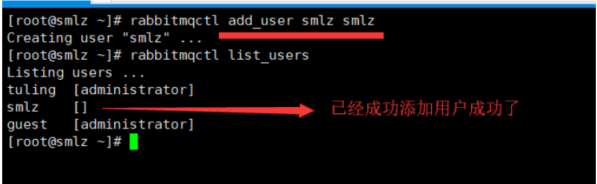 [root@smlz ~]# rabbitmqctl add_user smlz smlz
Creating user "smlz" ...
[root@smlz ~]# rabbitmqctl list_users
Listing users ...
tuling  [administrator]
smlz    []  已经成功添加用户成功了
guest   [administrator]
[root@smlz ~]#